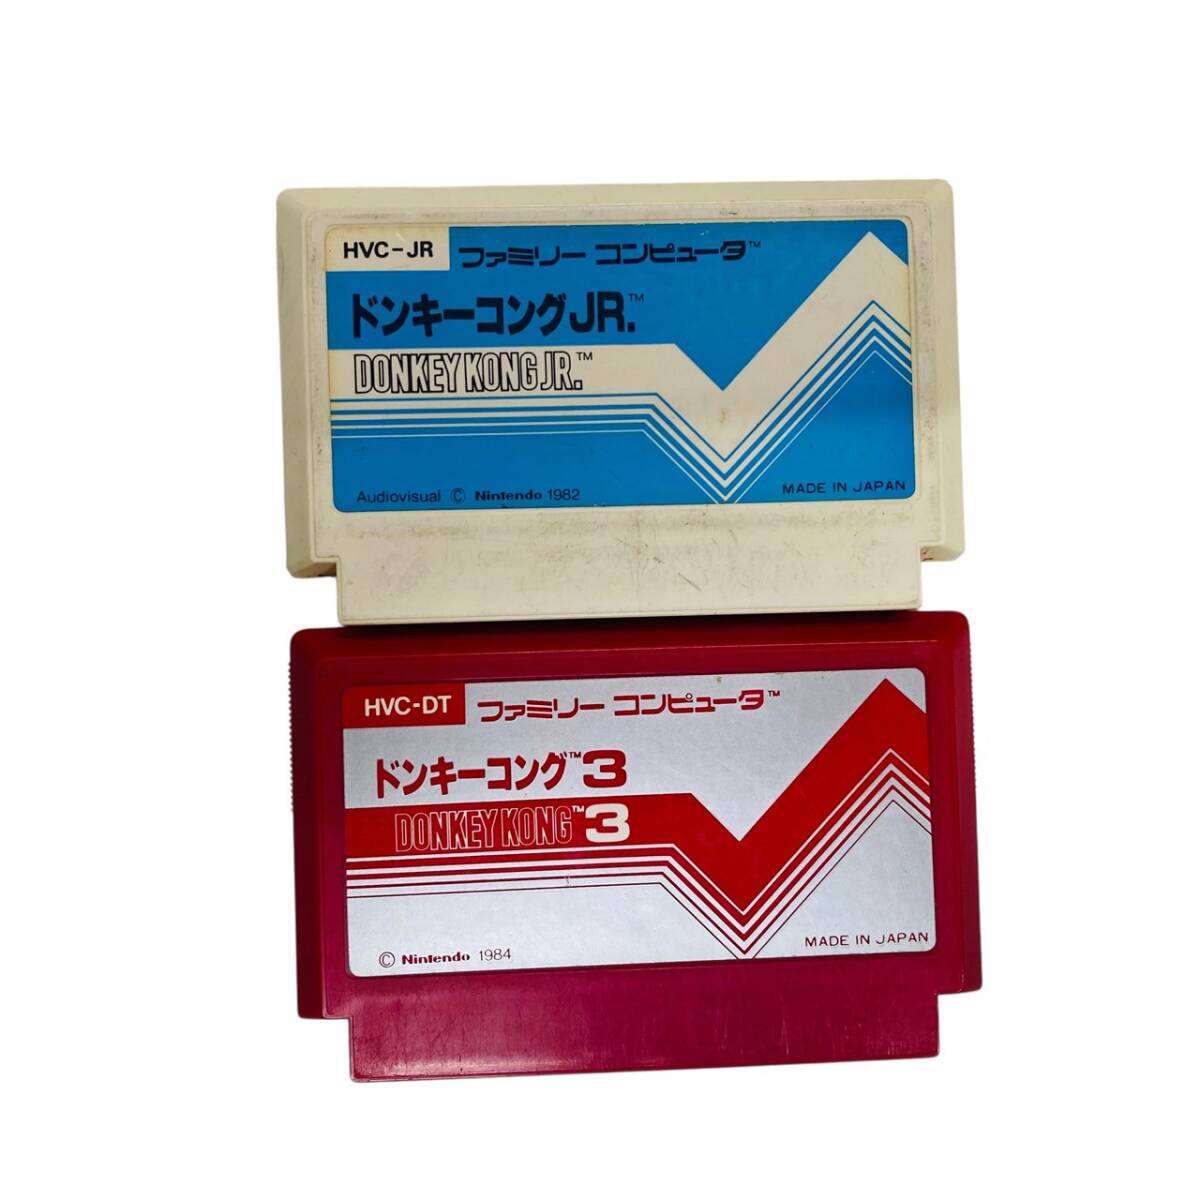 HVC-JR ファミリー コンピュータ™
ドンキーコングJR.™
DONKEY KONG JR.™
Audiovisual © Nintendo 1982
MADE IN JAPAN
HVC-DT ファミリー コンピュータ™
ドンキーコング™3
DONKEY KONG™3
© Nintendo 1984
MADE IN JAPAN